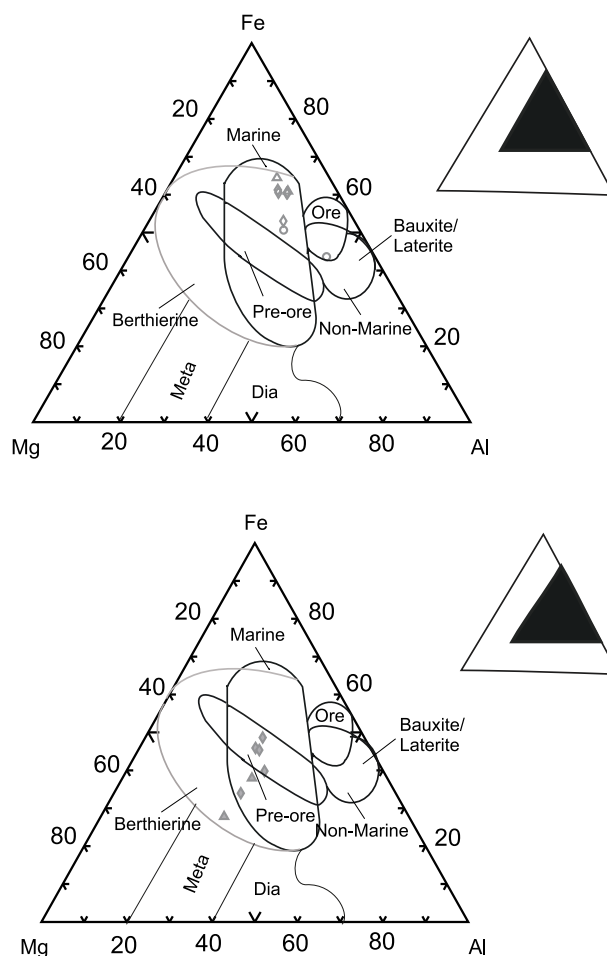 Fe
20
80
Marine
40
60
Ore
Bauxite/
Laterite
60
Berthierine
Pre-ore
Non-Marine
80
20
Meta
Dia
Mg
20
40
60
80
Al
Fe
20
80
Marine
40
60
Ore
Bauxite/
Laterite
60
Berthierine
Pre-ore
Non-Marine
80
20
Meta
Dia
Mg
20
40
60
80
Al